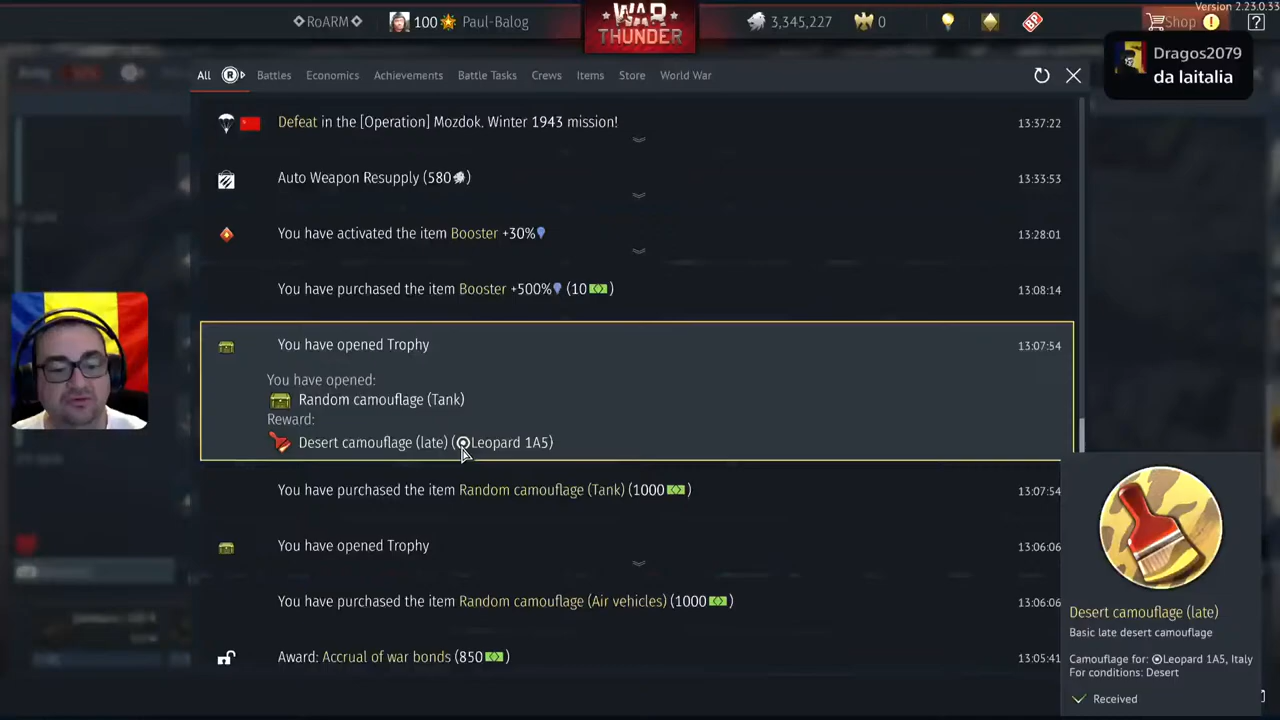 Version 2.23.0.33
RoARM
100 Paul-Balog
WAR THUNDER
3,345,227
0
BP
Shop
Dragos2079
da laitalia
All R Battles Economics Achievements Battle Tasks Crews Items Store World War
Defeat in the [Operation] Mozdok. Winter 1943 mission! 13:37:22
Auto Weapon Resupply (580) 13:33:53
You have activated the item Booster +30% 13:28:01
You have purchased the item Booster +500% (10) 13:08:14
You have opened Trophy 13:07:54
You have opened:
Random camouflage (Tank)
Reward:
Desert camouflage (late) (Leopard 1A5)
You have purchased the item Random camouflage (Tank) (1000) 13:07:54
You have opened Trophy 13:06:06
You have purchased the item Random camouflage (Air vehicles) (1000) 13:06:06
Award: Accrual of war bonds (850) 13:05:41
Desert camouflage (late)
Basic late desert camouflage
Camouflage for: Leopard 1A5, Italy
For conditions: Desert
Received